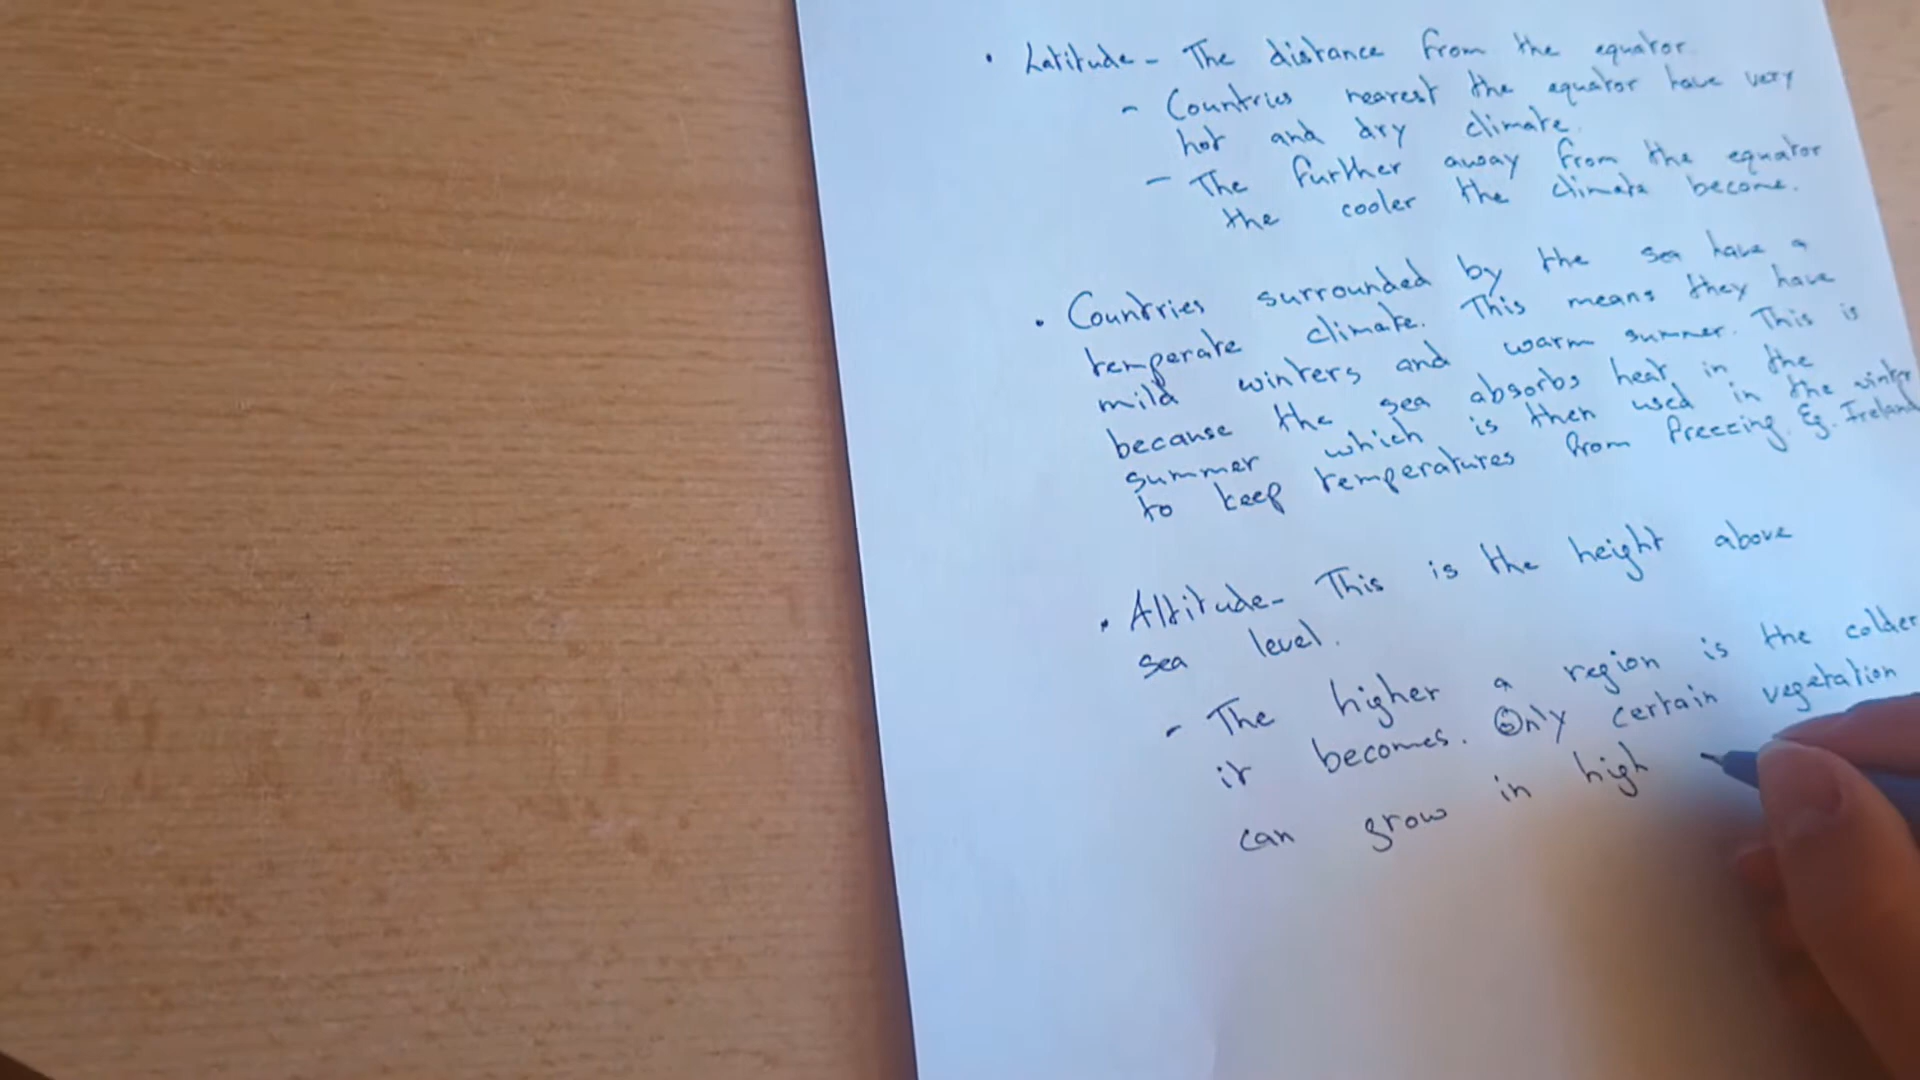 • Latitude - The distance from the equator
- Countries nearest the equator have very
hot and dry climate.
- The further away from the equator
the cooler the climate become.
• Countries surrounded by the sea have a
temperate climate. This means they have
mild winters and warm summer. This is
because the sea absorbs heat in the
summer which is then used in the winter
to keep temperatures from freezing. Eg. Ireland
• Altitude - This is the height above
sea level.
- The higher a region is the colder
it becomes. Only certain vegetation
can grow in high